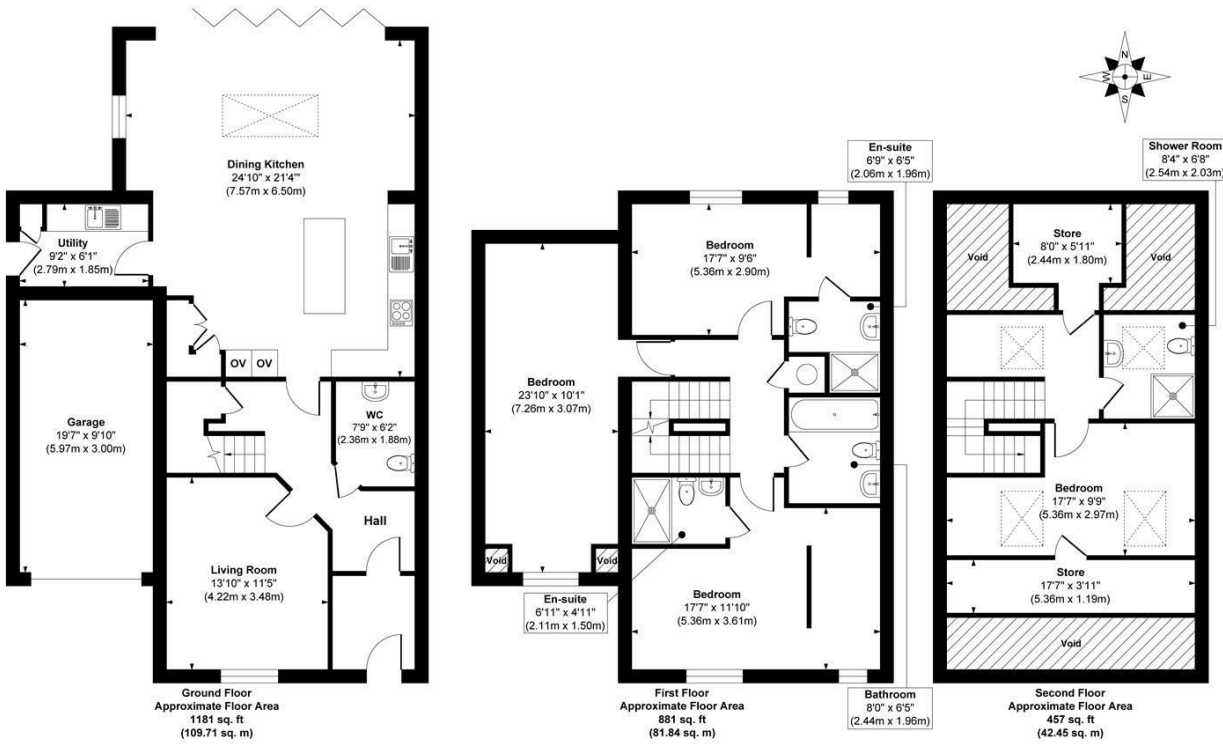 N
W
E
S
Dining Kitchen
24'10" x 21'4"
(7.57m x 6.50m)
Utility
9'2" x 6'1"
(2.79m x 1.85m)
OV
OV
WC
7'9" x 6'2"
(2.36m x 1.88m)
Garage
19'7" x 9'10"
(5.97m x 3.00m)
Hall
Living Room
13'10" x 11'5"
(4.22m x 3.48m)
Ground Floor
Approximate Floor Area
1181 sq. ft
(109.71 sq. m)
En-suite
6'9" x 6'5"
(2.06m x 1.96m)
Bedroom
17'7" x 9'6"
(5.36m x 2.90m)
Bedroom
23'10" x 10'1"
(7.26m x 3.07m)
Void
Void
En-suite
6'11" x 4'11"
(2.11m x 1.50m)
Bedroom
17'7" x 11'10"
(5.36m x 3.61m)
Bathroom
8'0" x 6'5"
(2.44m x 1.96m)
First Floor
Approximate Floor Area
881 sq. ft
(81.84 sq. m)
Shower Room
8'4" x 6'8"
(2.54m x 2.03m)
Void
Store
8'0" x 5'11"
(2.44m x 1.80m)
Void
Bedroom
17'7" x 9'9"
(5.36m x 2.97m)
Store
17'7" x 3'11"
(5.36m x 1.19m)
Void
Second Floor
Approximate Floor Area
457 sq. ft
(42.45 sq. m)